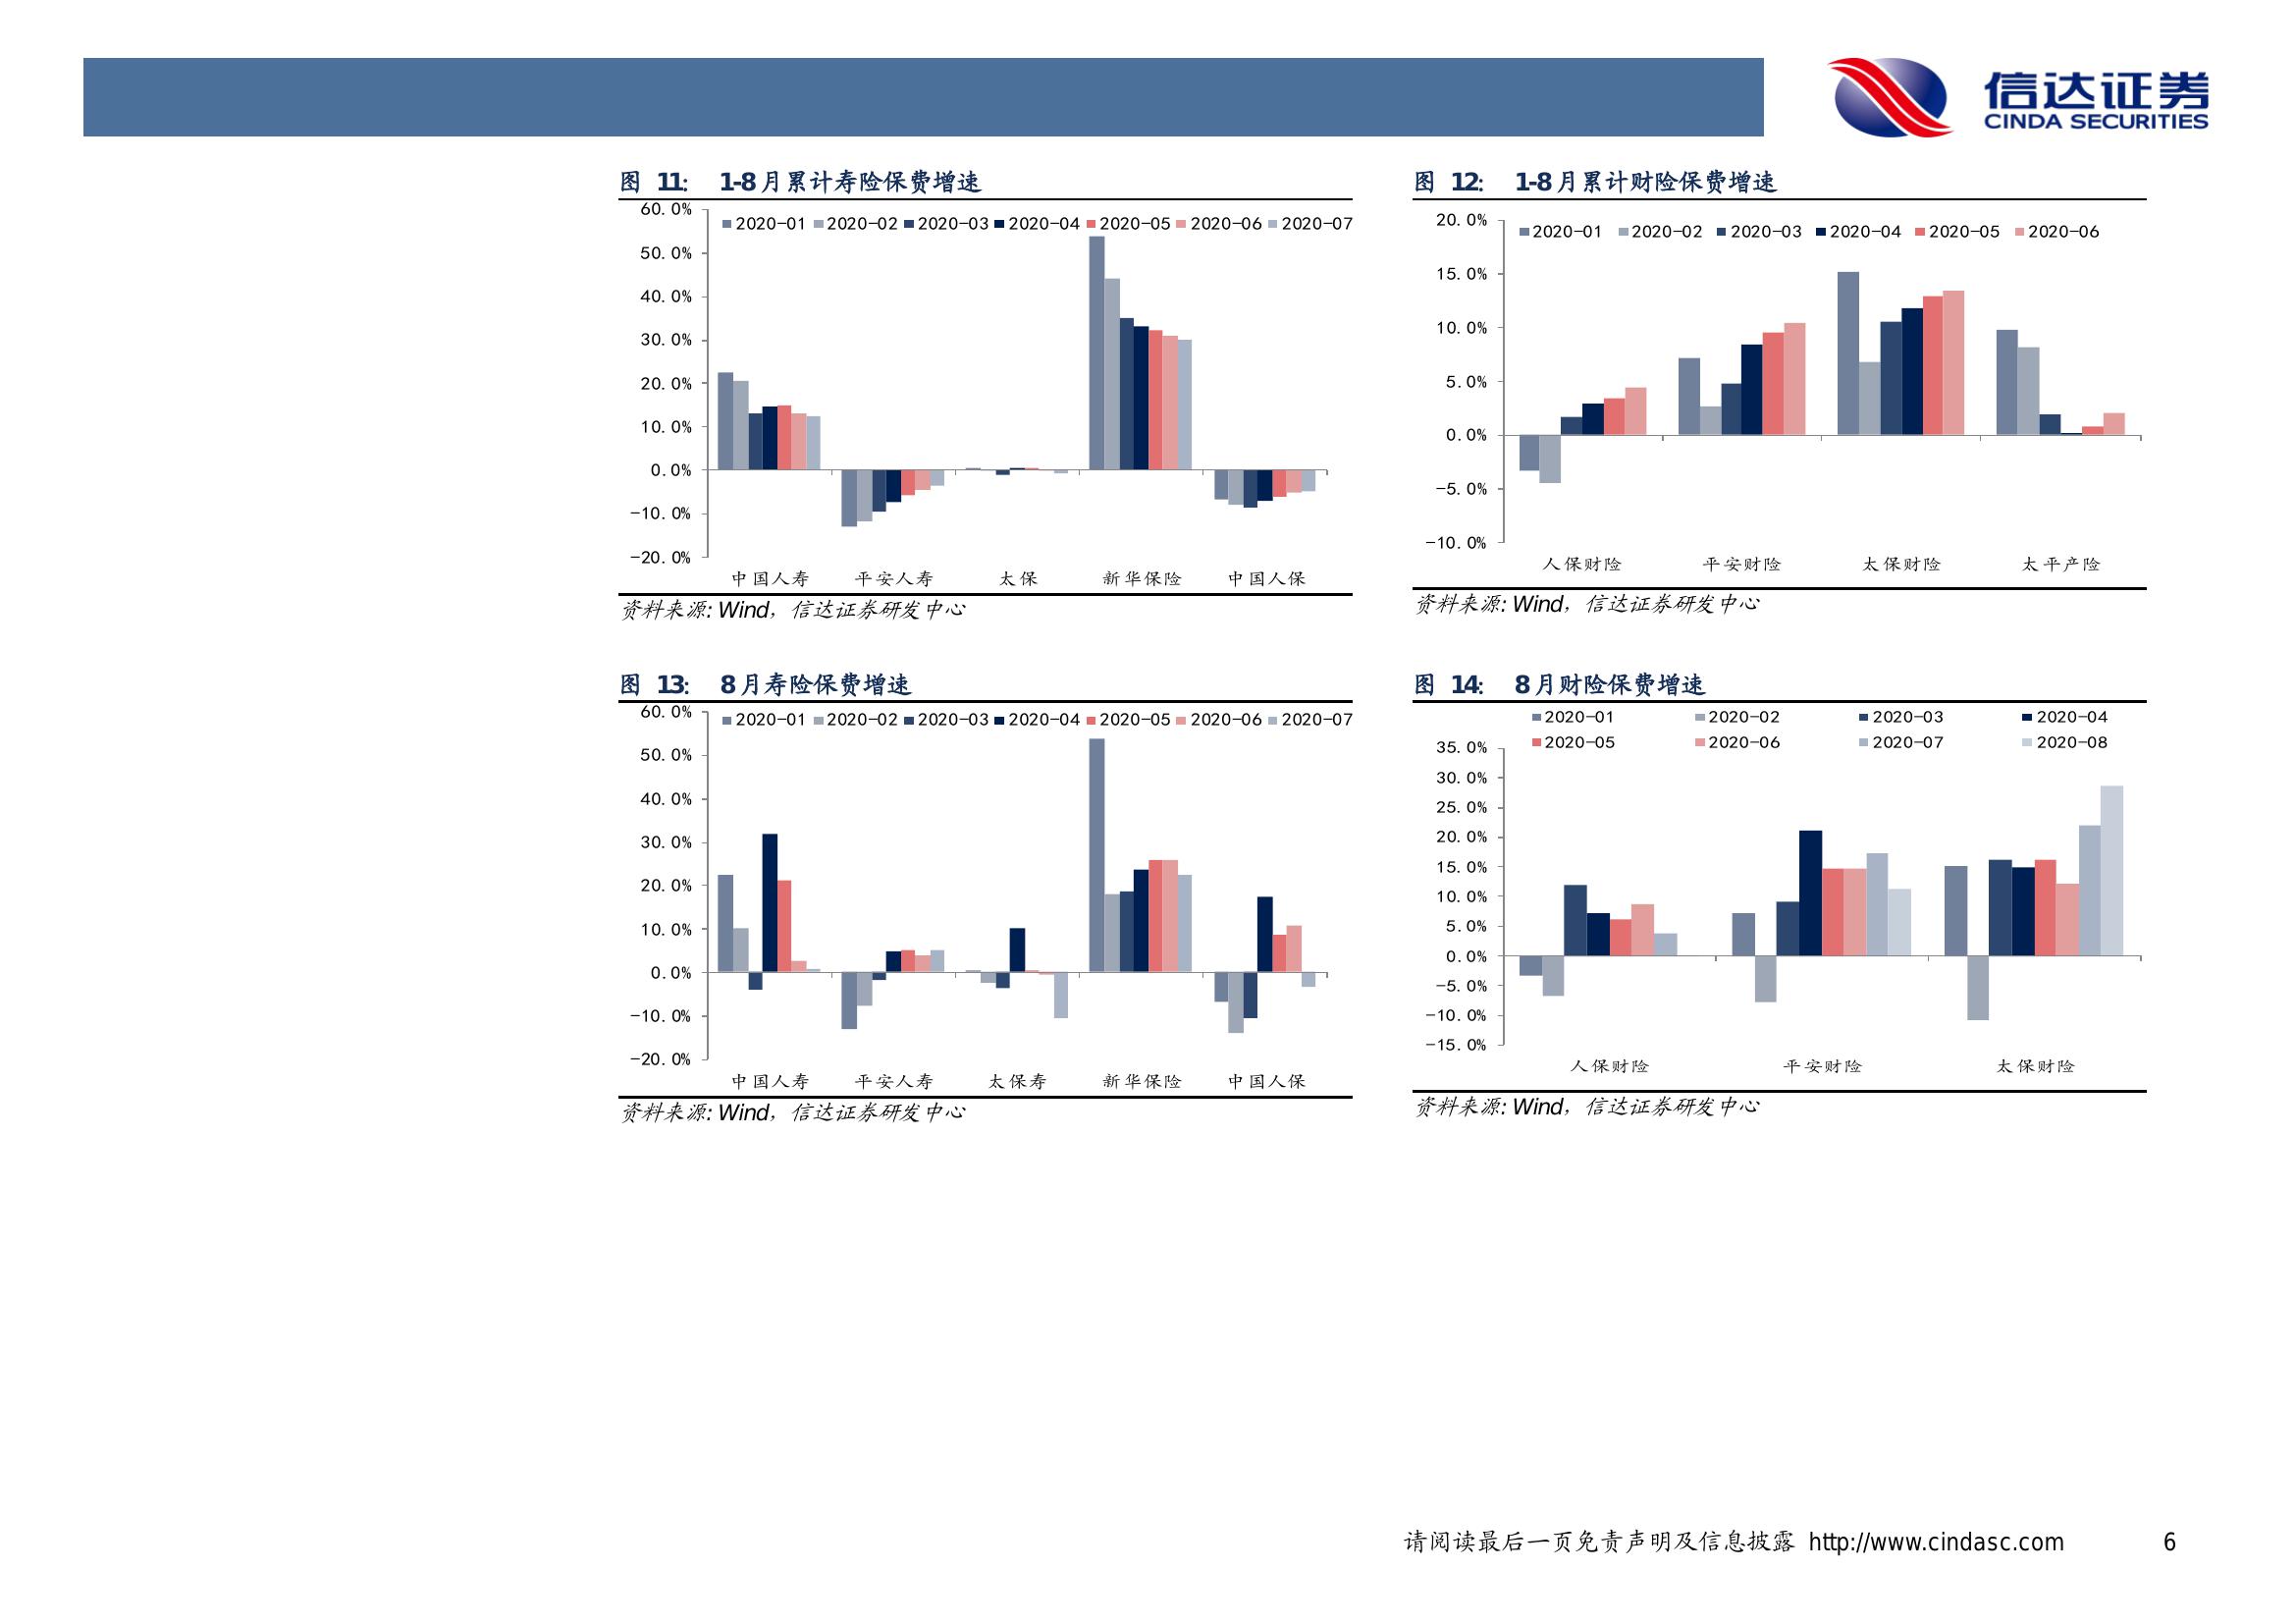 信达证券
CINDA SECURITIES
图 11: 1-8月累计寿险保费增速
60.0%
50.0%
40.0%
30.0%
20.0%
10.0%
0.0%
-10.0%
-20.0%
2020-01 2020-02 2020-03 2020-04 2020-05 2020-06 2020-07
中国人寿 平安人寿 太保 新华保险 中国人保
资料来源: Wind, 信达证券研发中心
图 12: 1-8月累计财险保费增速
20.0%
15.0%
10.0%
5.0%
0.0%
-5.0%
-10.0%
2020-01 2020-02 2020-03 2020-04 2020-05 2020-06
人保财险 平安财险 太保财险 太平产险
资料来源: Wind, 信达证券研发中心
图 13: 8月寿险保费增速
60.0%
50.0%
40.0%
30.0%
20.0%
10.0%
0.0%
-10.0%
-20.0%
2020-01 2020-02 2020-03 2020-04 2020-05 2020-06 2020-07
中国人寿 平安人寿 太保寿 新华保险 中国人保
资料来源: Wind, 信达证券研发中心
图 14: 8月财险保费增速
2020-01 2020-02 2020-03 2020-04
2020-05 2020-06 2020-07 2020-08
35.0%
30.0%
25.0%
20.0%
15.0%
10.0%
5.0%
0.0%
-5.0%
-10.0%
-15.0%
人保财险 平安财险 太保财险
资料来源: Wind, 信达证券研发中心
请阅读最后一页免责声明及信息披露 http://www.cindasc.com 6